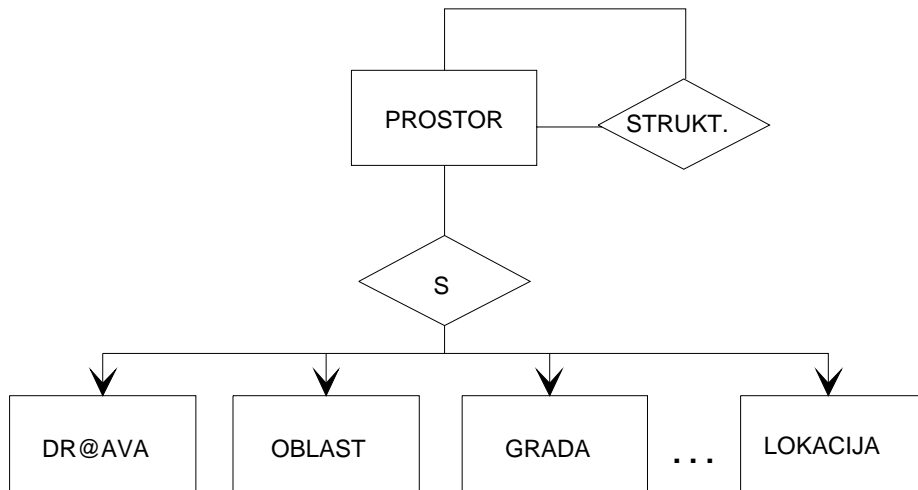 PROSTOR
STRUKT.
S
DR@AVA
OBLAST
GRADA
...
LOKACIJA